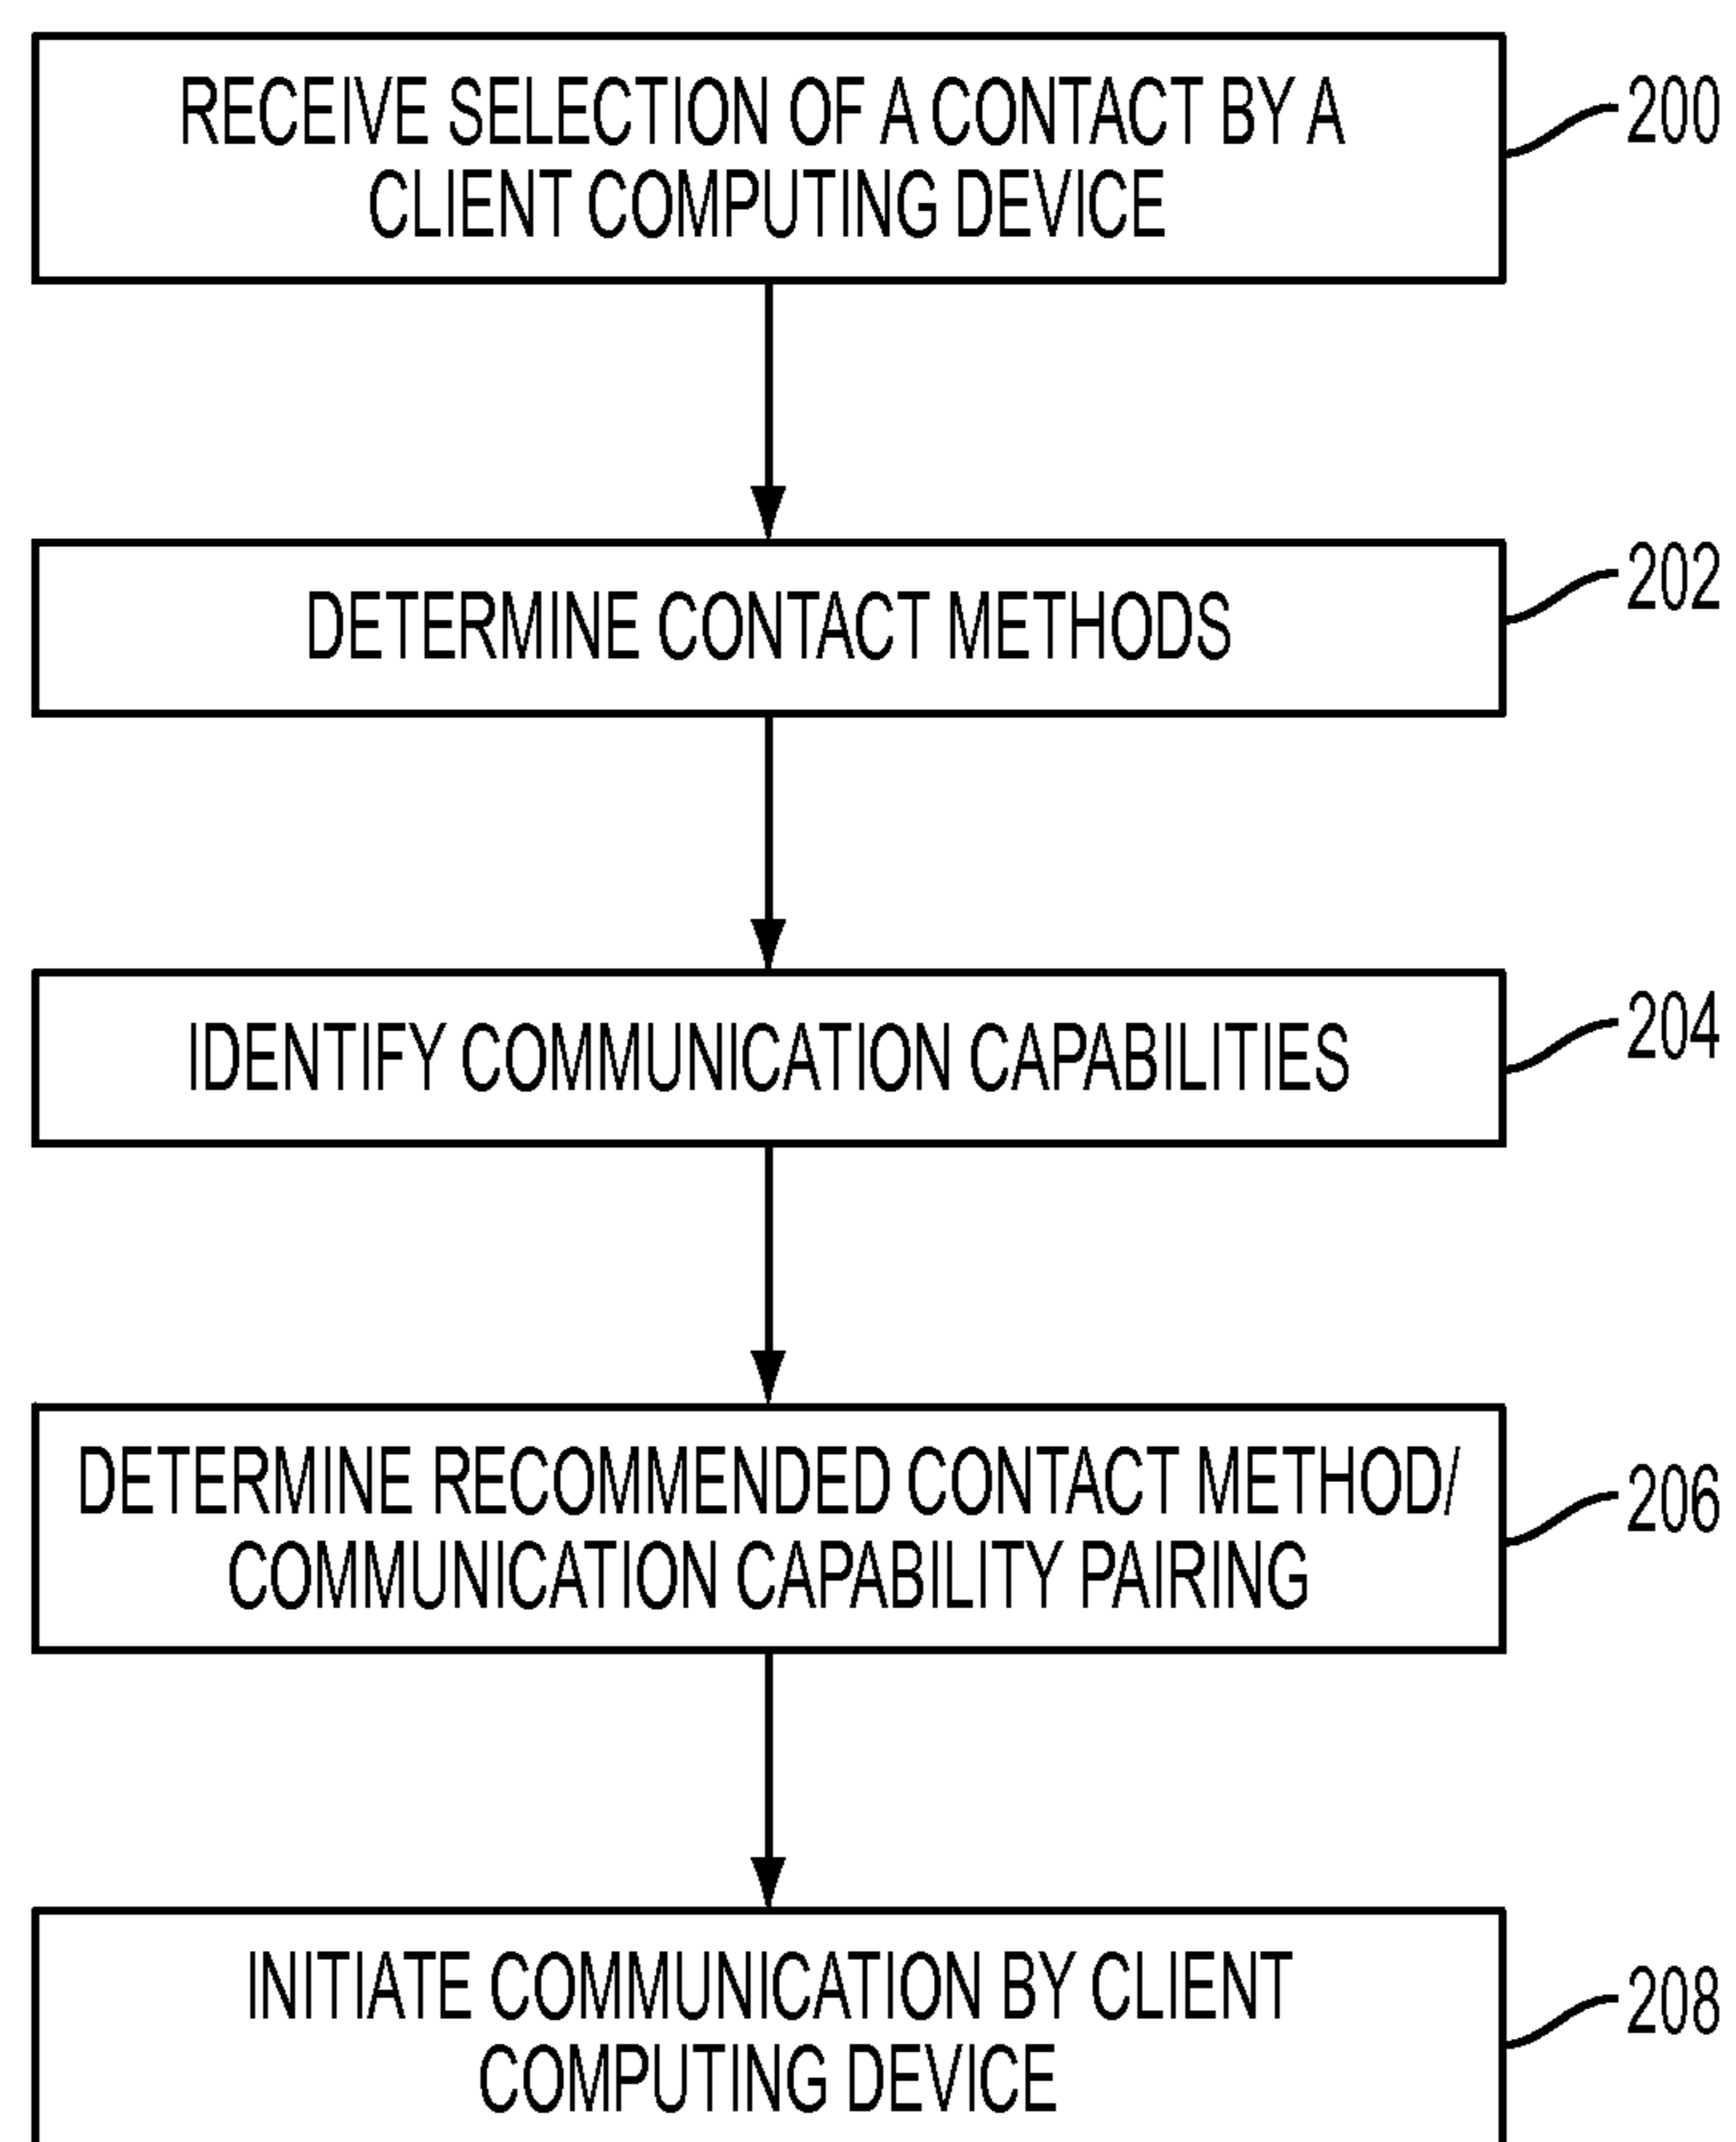 RECEIVE SELECTION OF A CONTACT BY A
CLIENT COMPUTING DEVICE
200
DETERMINE CONTACT METHODS
202
IDENTIFY COMMUNICATION CAPABILITIES
204
DETERMINE RECOMMENDED CONTACT METHOD/
COMMUNICATION CAPABILITY PAIRING
206
INITIATE COMMUNICATION BY CLIENT
COMPUTING DEVICE
208